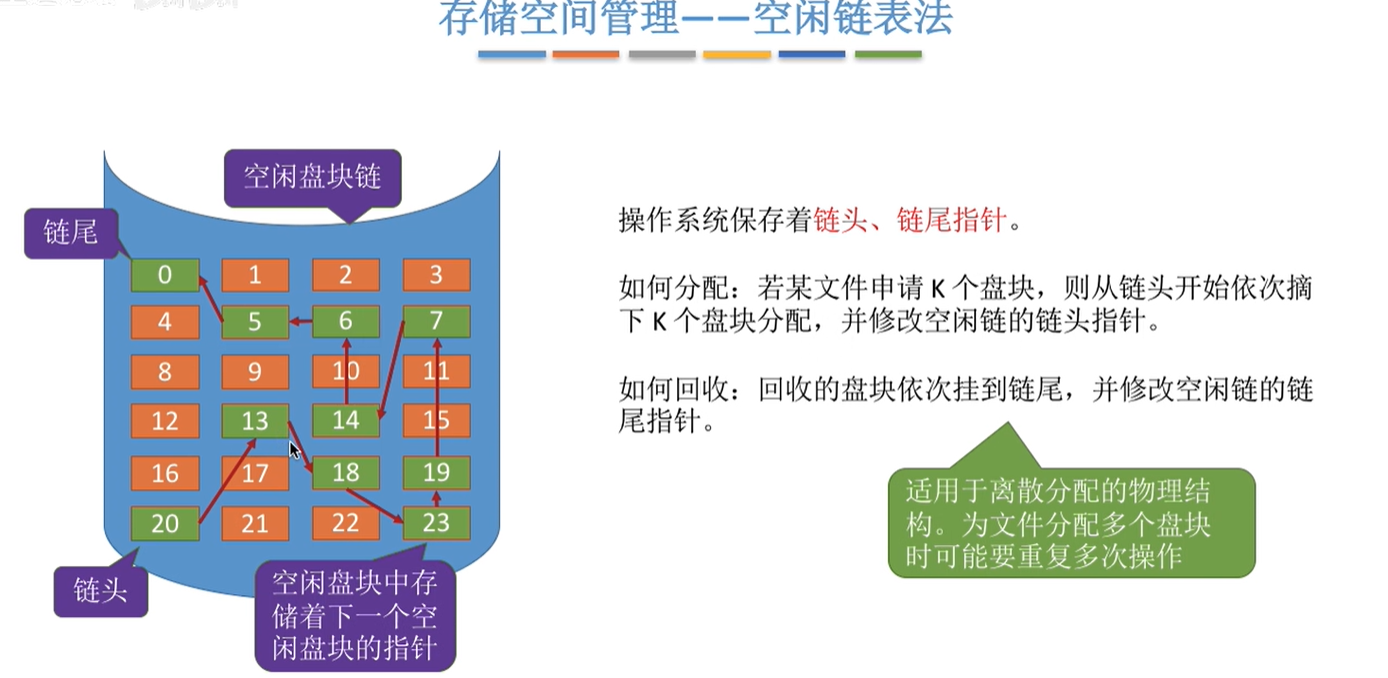 存储空间管理——空闲链表法
空闲盘块链
链尾
0 1 2 3
4 5 6 7
8 9 10 11
12 13 14 15
16 17 18 19
20 21 22 23
链头
空闲盘块中存
储着下一个空
闲盘块的指针
操作系统保存着链头、链尾指针。
如何分配：若某文件申请 K 个盘块，则从链头开始依次摘
下 K 个盘块分配，并修改空闲链的链头指针。
如何回收：回收的盘块依次挂到链尾，并修改空闲链的链
尾指针。
适用于离散分配的物理结
构。为文件分配多个盘块
时可能要重复多次操作